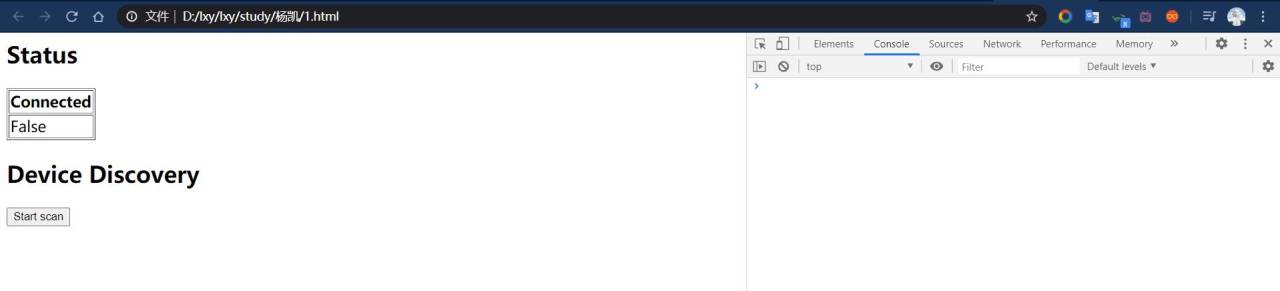 文件 D:/lxy/lxy/study/杨凯/1.html
Elements Console Sources Network Performance Memory »
top Filter Default levels
Status
Connected
False
Device Discovery
Start scan